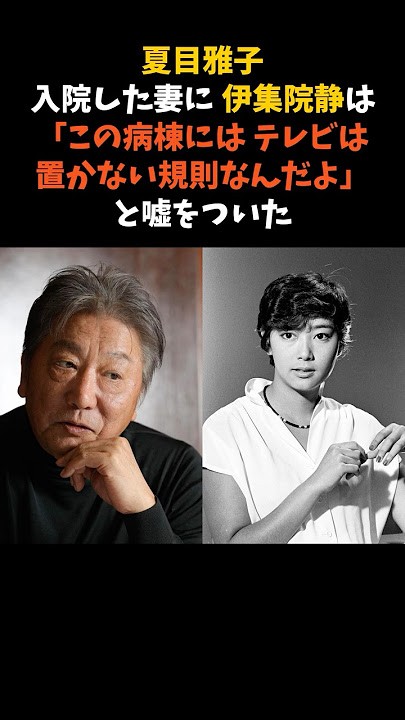 夏目雅子
入院した妻に 伊集院静は
「この病棟には テレビは
置かない規則なんだよ」
と嘘をついた